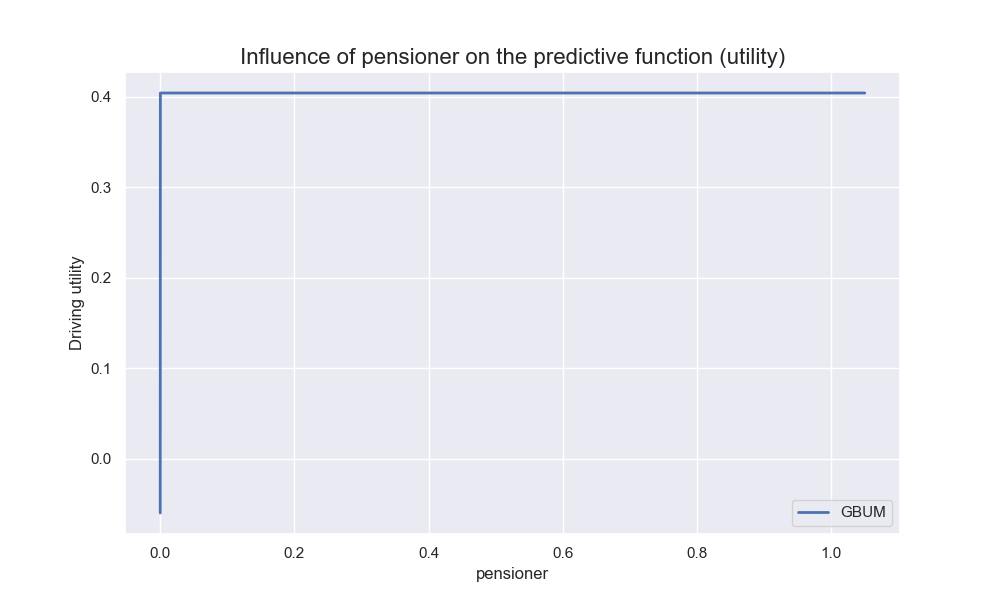 Influence of pensioner on the predictive function (utility)
Driving utility
0.4
0.3
0.2
0.1
0.0
0.0 0.2 0.4 0.6 0.8 1.0
pensioner
GBUM